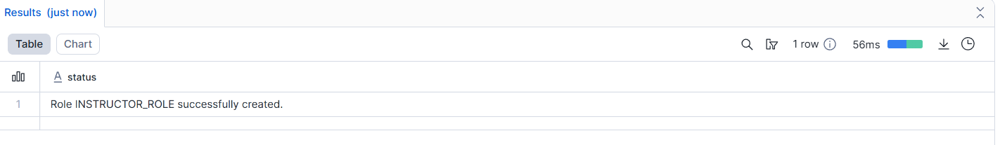 Results (just now)
Table Chart 1 row 56ms
A status
1 Role INSTRUCTOR_ROLE successfully created.